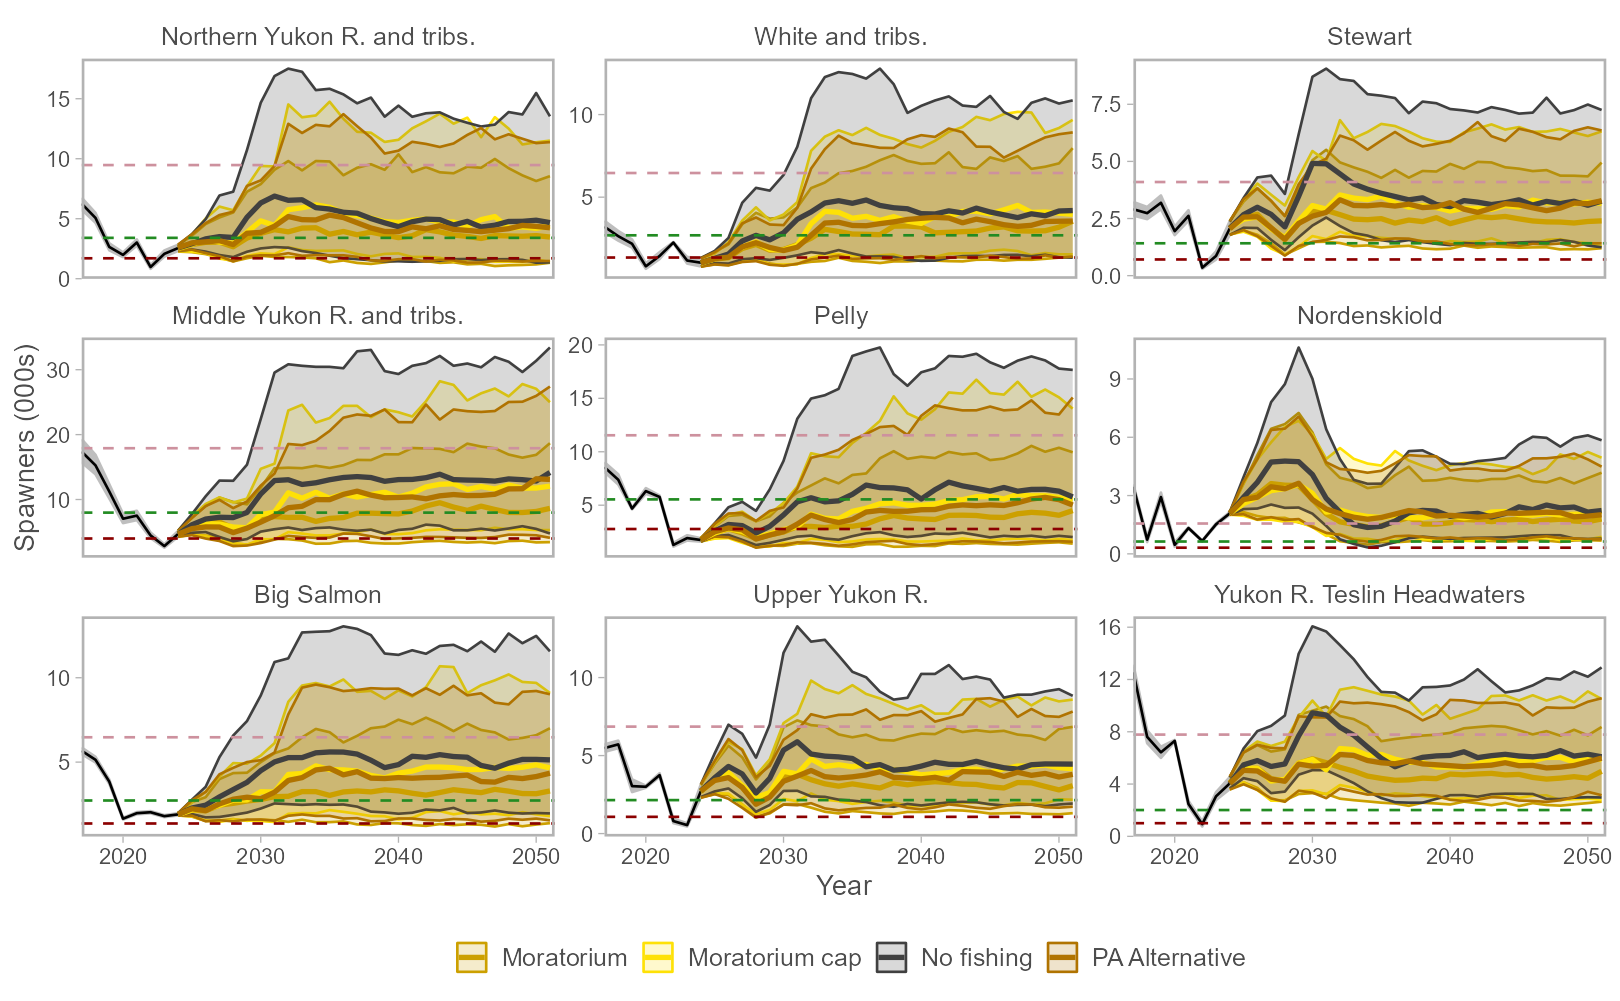 Northern Yukon R. and tribs.
White and tribs.
Stewart
15
10
5
0
10
5
7.5
5.0
2.5
0.0
Middle Yukon R. and tribs.
Pelly
Nordenskiold
30
20
10
20
15
10
5
9
6
3
0
Spawners (000s)
Big Salmon
Upper Yukon R.
Yukon R. Teslin Headwaters
10
5
10
5
0
16
12
8
4
0
2020 2030 2040 2050
2020 2030 2040 2050
2020 2030 2040 2050
Year
Moratorium Moratorium cap No fishing PA Alternative